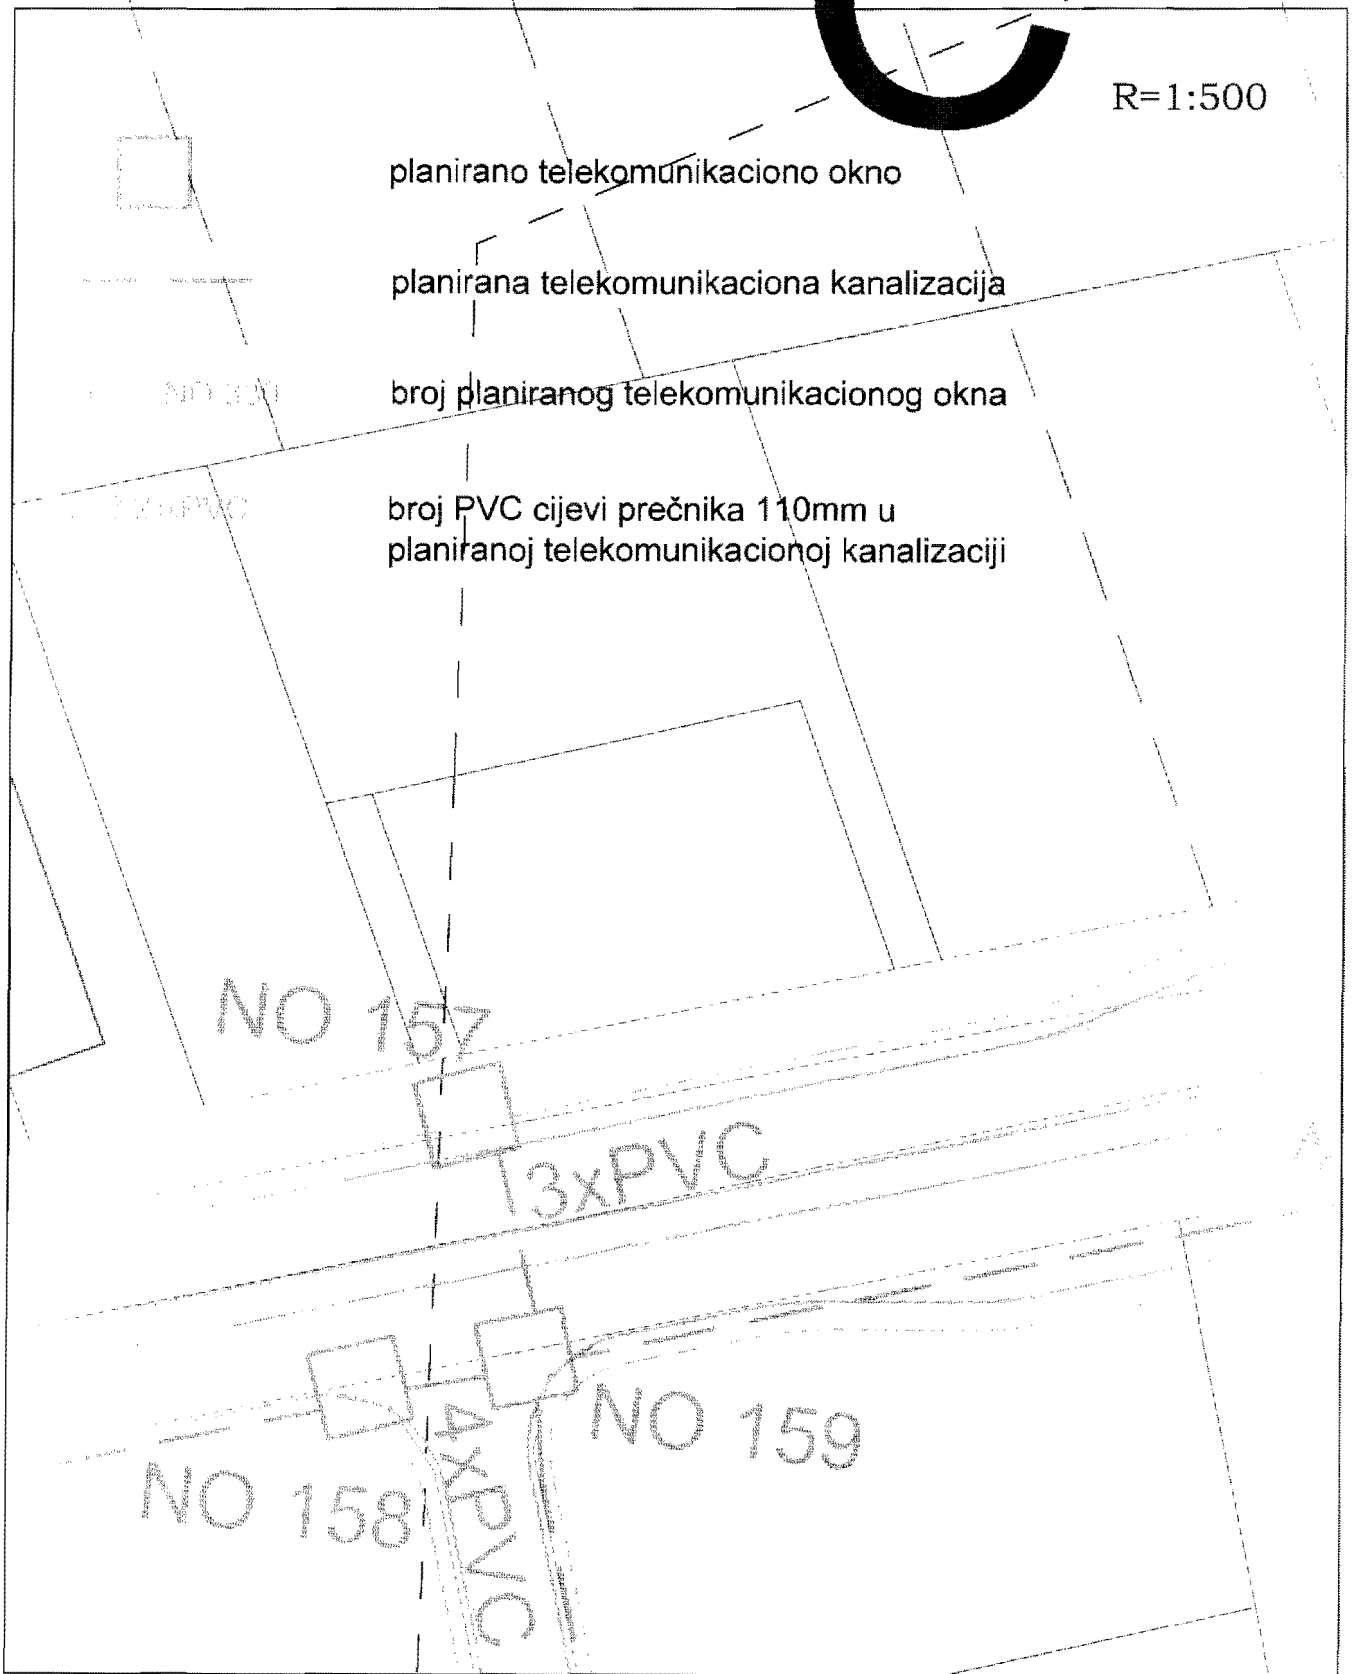 R=1:500
planirano telekomunikaciono okno
planirana telekomunikaciona kanalizacija
broj planiranog telekomunikacionog okna
broj PVC cijevi prečnika 110mm u
planiranoj telekomunikacionoj kanalizaciji
NO 157
3xPVC
NO 159
NO 158
4xPVC